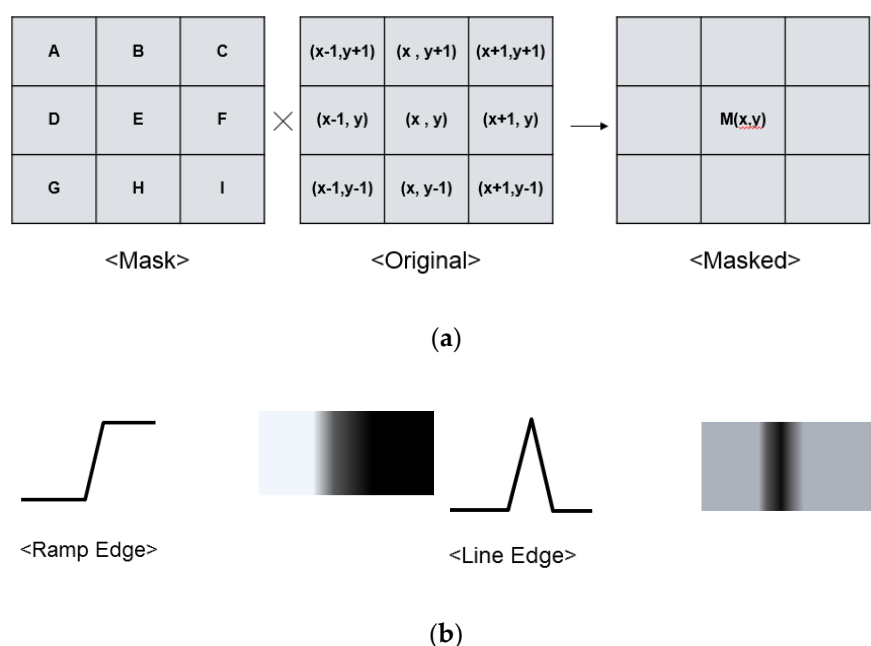 A B C (x-1,y+1) (x , y+1) (x+1,y+1)
D E F × (x-1, y) (x , y) (x+1, y) → M(x,y)
G H I (x-1,y-1) (x, y-1) (x+1,y-1)
<Mask> <Original> <Masked>
(a)
<Ramp Edge> <Line Edge>
(b)